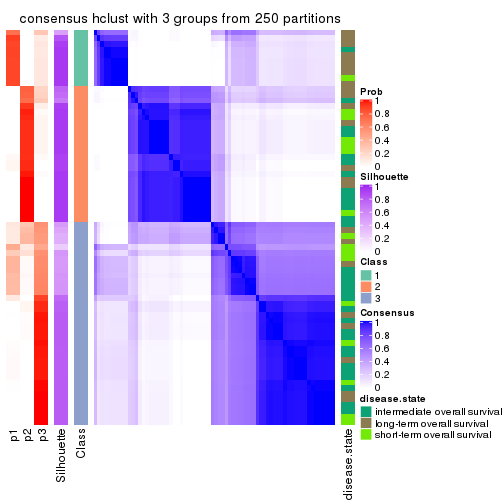 consensus hclust with 3 groups from 250 partitions
Prob
1
0.8
0.6
0.4
0.2
0
Silhouette
1
0.8
0.6
0.4
0.2
0
Class
1
2
3
Consensus
1
0.8
0.6
0.4
0.2
0
disease.state
intermediate overall survival
long-term overall survival
short-term overall survival
p1
p2
p3
Silhouette
Class
disease.state